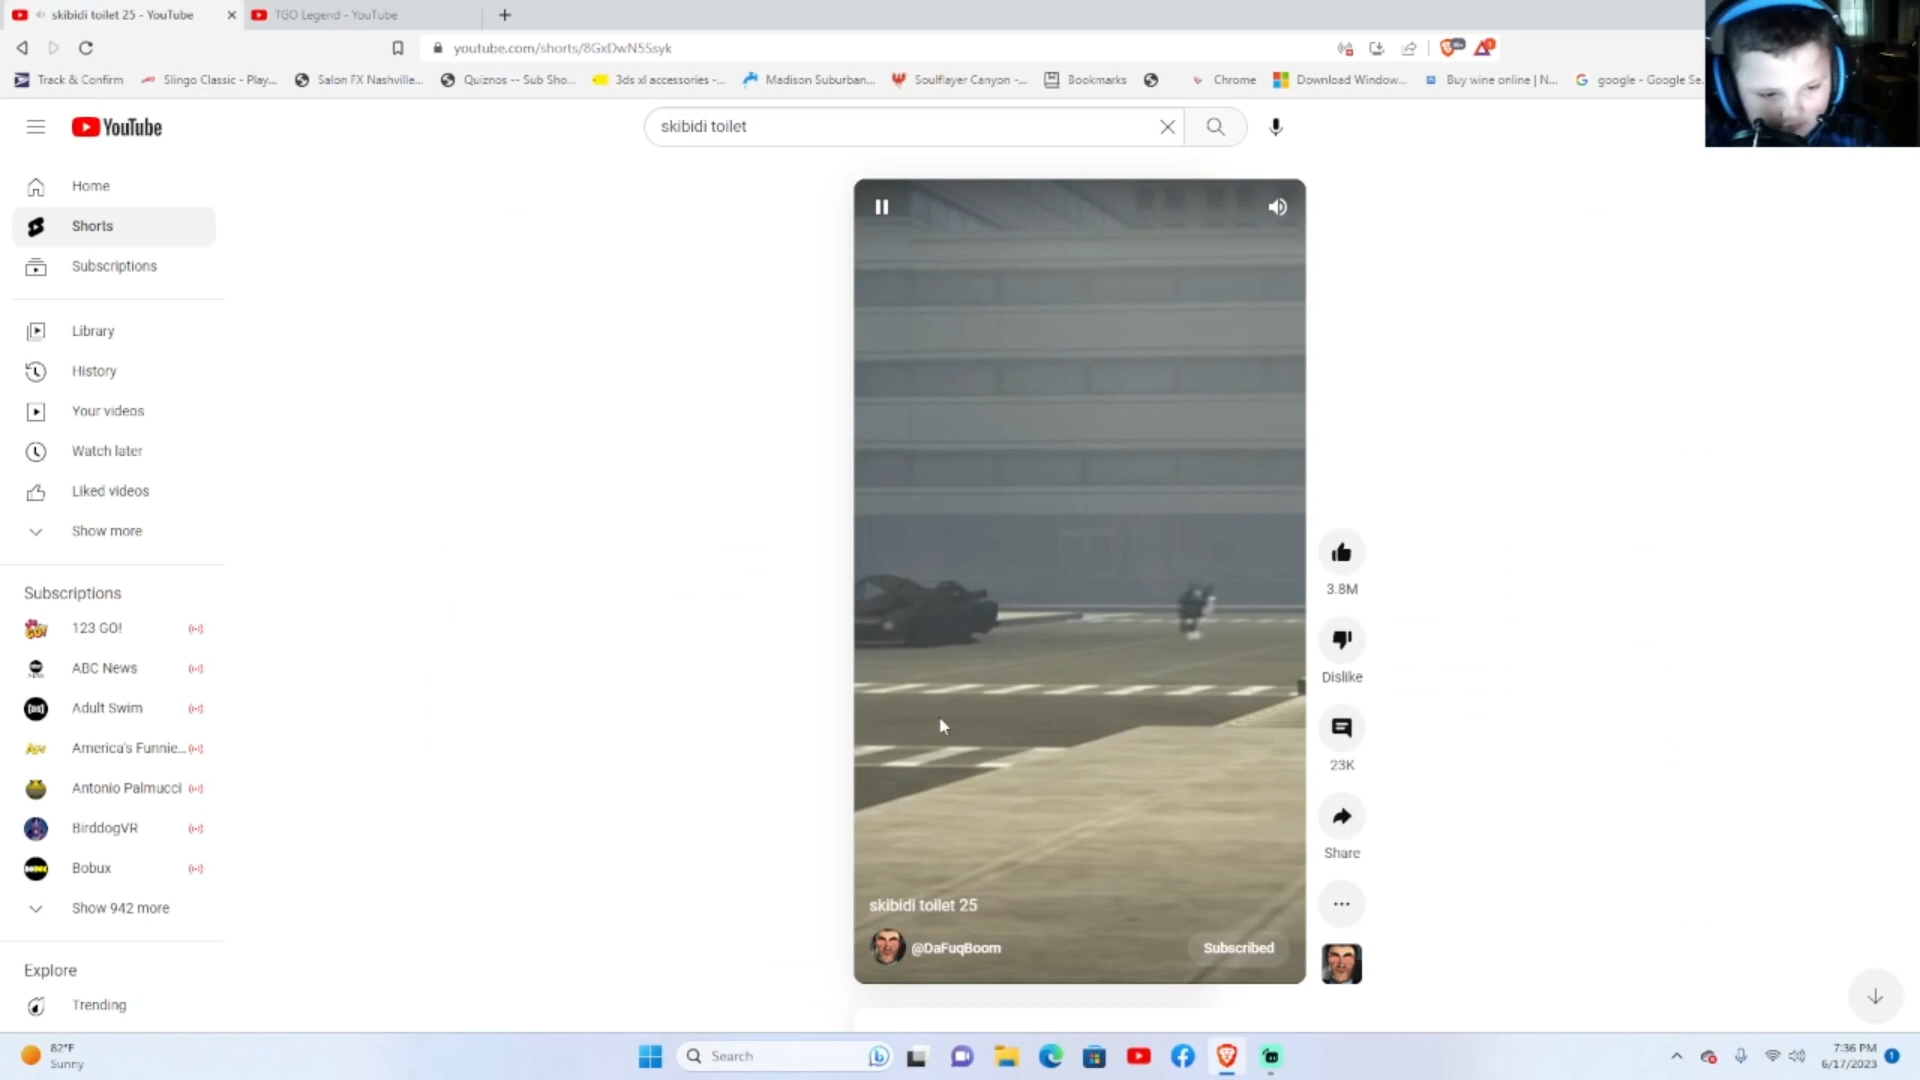 skibidi toilet 25 - YouTube
TGO Legend - YouTube
youtube.com/shorts/8GxDwN5Ssyk
Track & Confirm
Slingo Classic - Play...
Salon FX Nashville...
Quiznos -- Sub Sho...
3ds xl accessories -...
Madison Suburban...
Soulflayer Canyon -...
Bookmarks
Chrome
Download Window...
Buy wine online | N...
google - Google Se...
YouTube
skibidi toilet
Home
Shorts
Subscriptions
Library
History
Your videos
Watch later
Liked videos
Show more
Subscriptions
123 GO!
ABC News
Adult Swim
America's Funnie...
Antonio Palmucci
BirddogVR
Bobux
Show 942 more
Explore
Trending
3.8M
Dislike
23K
Share
skibidi toilet 25
@DaFuqBoom
Subscribed
82°F
Sunny
Search
7:36 PM
6/17/2023
1